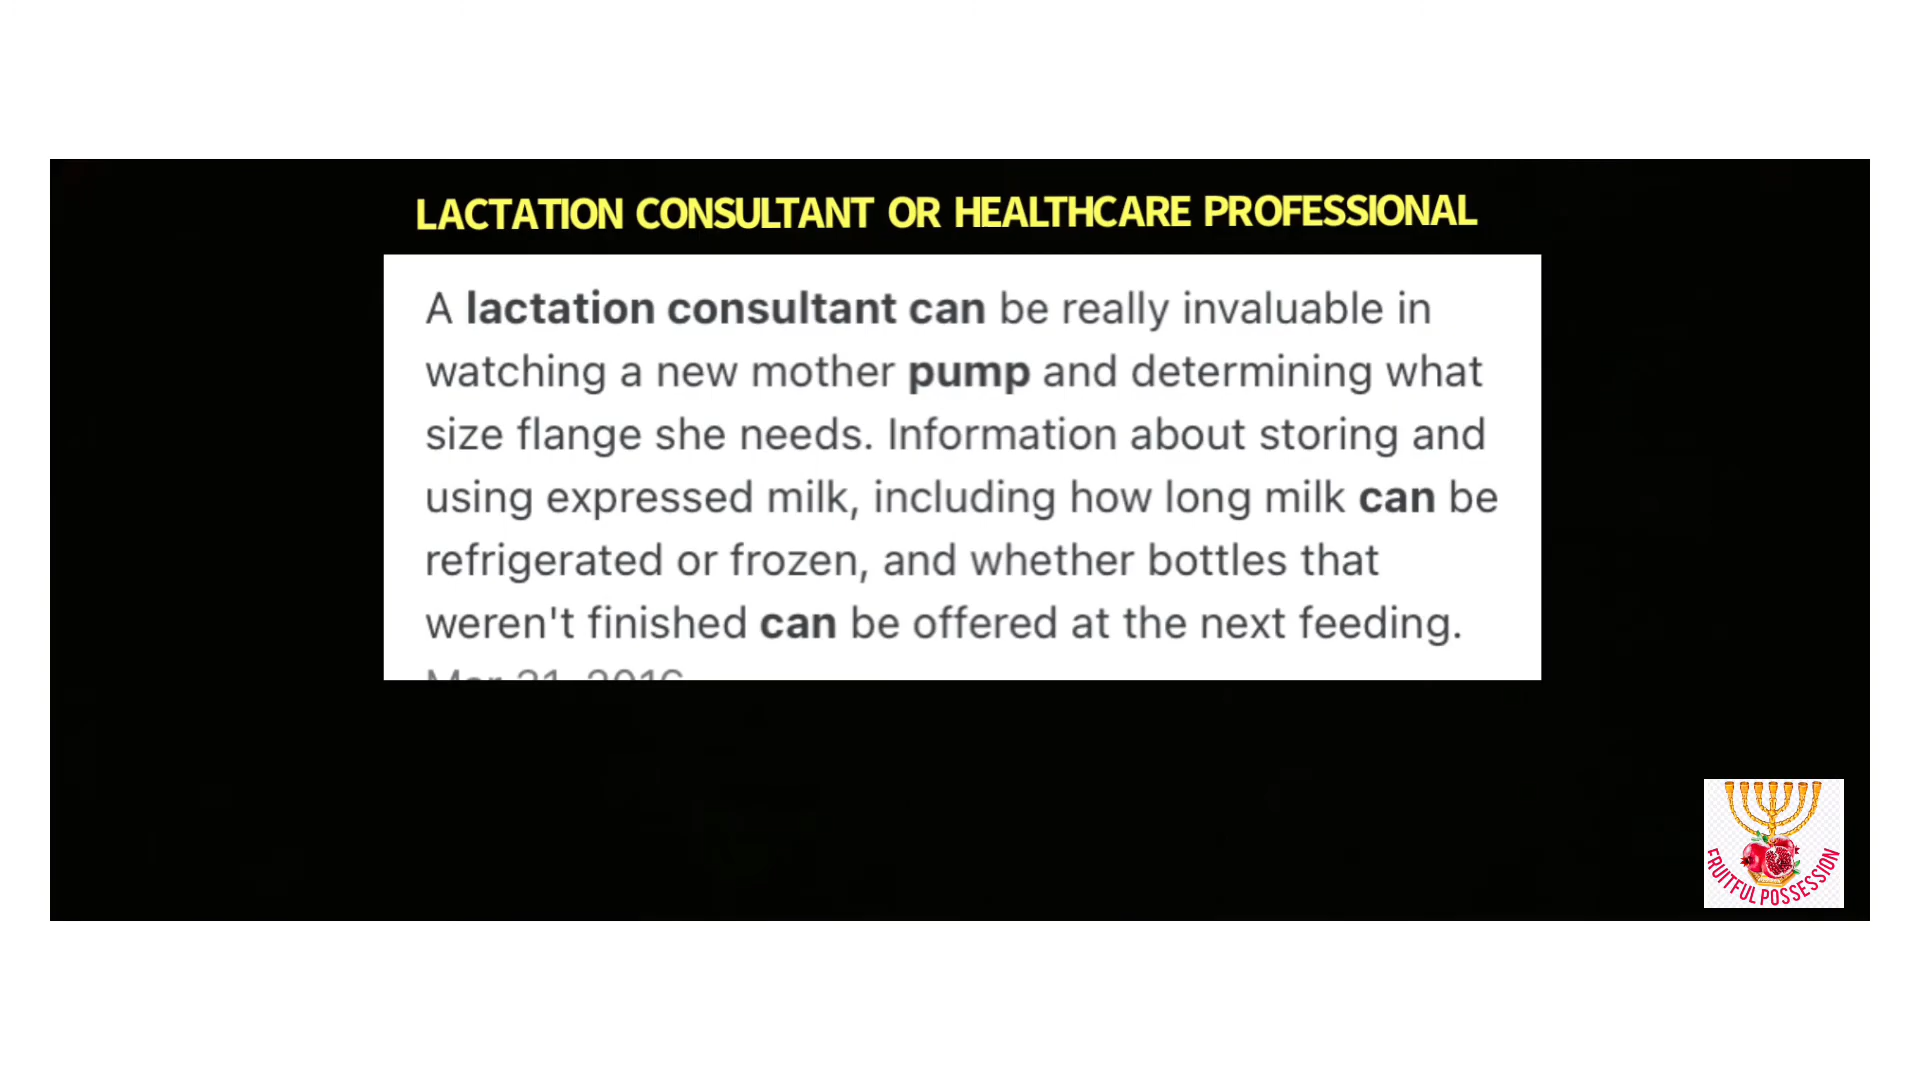 LACTATION CONSULTANT OR HEALTHCARE PROFESSIONAL
A lactation consultant can be really invaluable in
watching a new mother pump and determining what
size flange she needs. Information about storing and
using expressed milk, including how long milk can be
refrigerated or frozen, and whether bottles that
weren't finished can be offered at the next feeding.
FRUITFUL POSSESSION